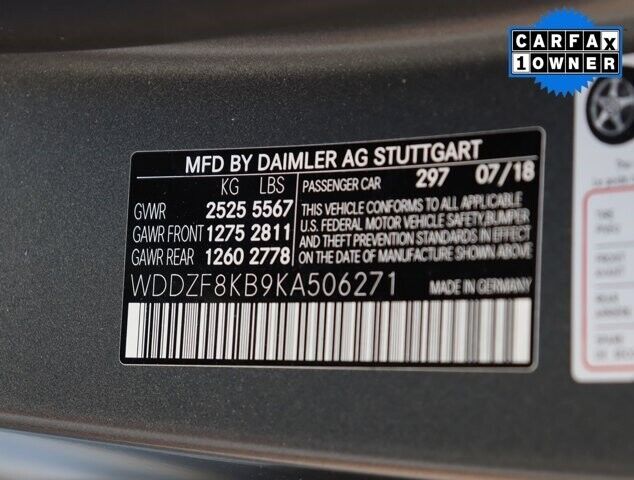 CARFAX
1 OWNER
MFD BY DAIMLER AG STUTTGART
KG LBS
GVWR 2525 5567
GAWR FRONT 1275 2811
GAWR REAR 1260 2778
PASSENGER CAR 297 07/18
THIS VEHICLE CONFORMS TO ALL APPLICABLE
U.S. FEDERAL MOTOR VEHICLE SAFETY, BUMPER
AND THEFT PREVENTION STANDARDS IN EFFECT
ON THE DATE OF MANUFACTURE SHOWN ABOVE
WDDZF8KB9KA506271
MADE IN GERMANY